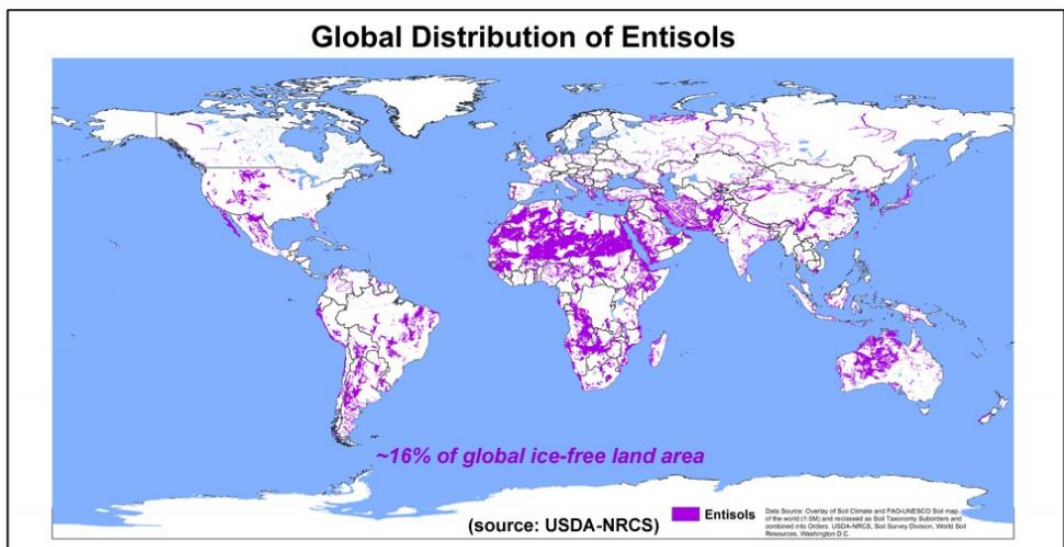 Global Distribution of Entisols
~16% of global ice-free land area
(source: USDA-NRCS)
Entisols
Data Source: Overlay of Soil Climate and FAO-UNESCO Soil map
of the world (1:5M) and reclassed as Soil Taxonomy Suborders and
combined into Orders. USDA-NRCS, Soil Survey Division, World Soil
Resources. Washington D.C.